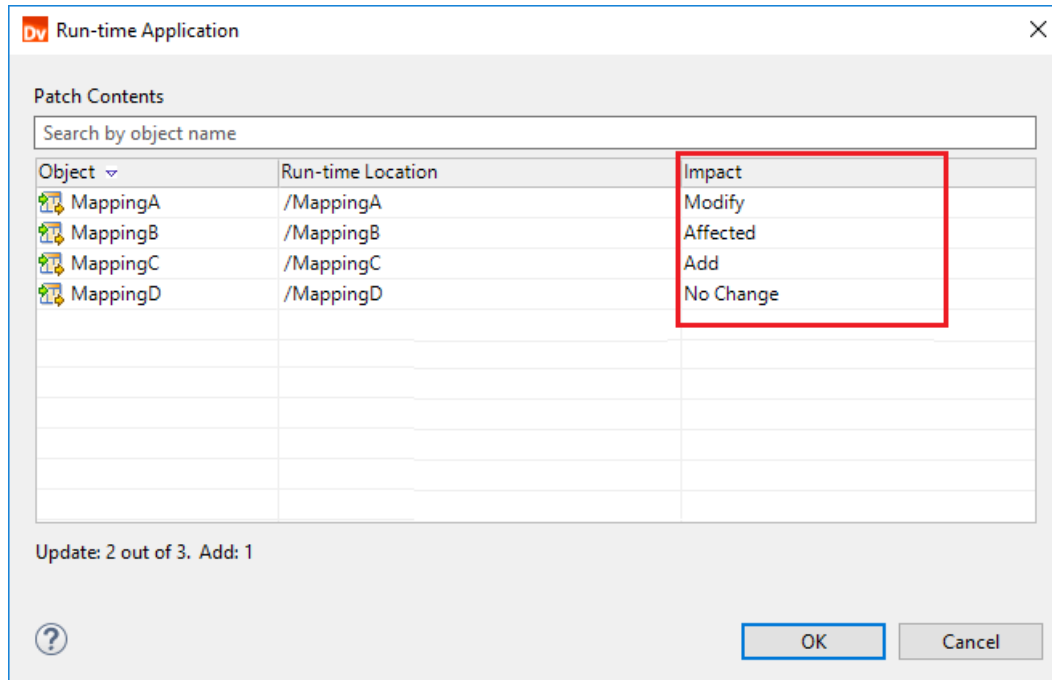 Dv Run-time Application
Patch Contents
Search by object name
Object Run-time Location Impact
MappingA /MappingA Modify
MappingB /MappingB Affected
MappingC /MappingC Add
MappingD /MappingD No Change
Update: 2 out of 3. Add: 1
? OK Cancel